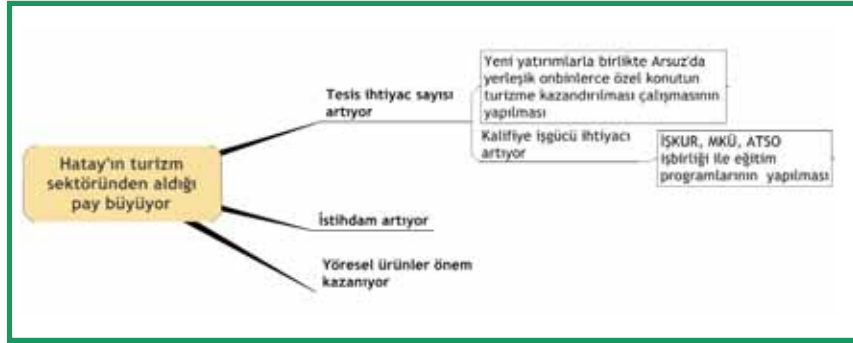 Hatay'ın turizm
sektöründen aldığı
pay büyüyor
Tesis ihtiyac sayısı
artıyor
Yeni yatırımlarla birlikte Arsuz'da
yerleşik onbinlerce özel konutun
turizme kazandırılması çalışmasının
yapılması
Kalifiye işgücü ihtiyacı
artıyor
İŞKUR, MKÜ, ATSO
işbirliği ile eğitim
programlarının yapılması
İstihdam artıyor
Yöresel ürünler önem
kazanıyor